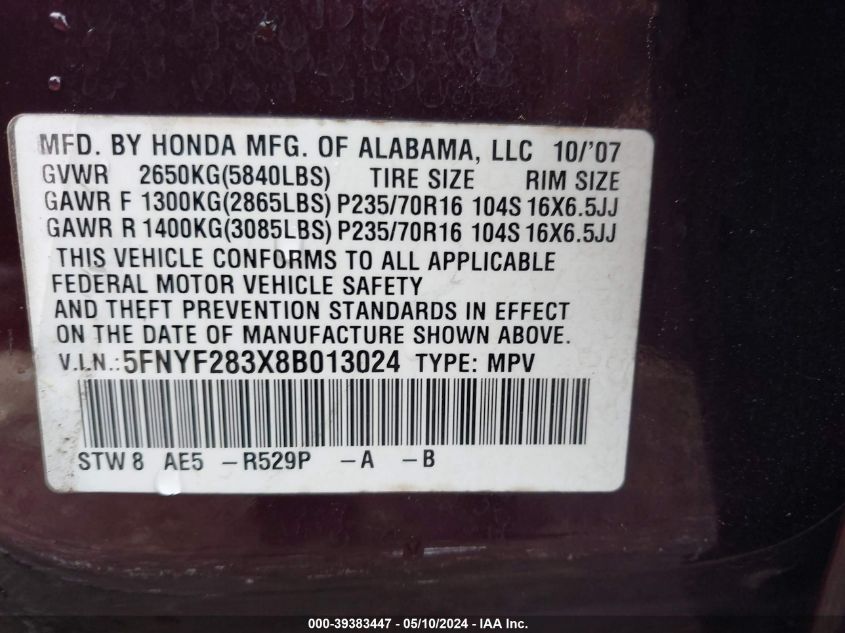 MFD. BY HONDA MFG. OF ALABAMA, LLC 10/'07
GVWR 2650KG(5840LBS) TIRE SIZE RIM SIZE
GAWR F 1300KG(2865LBS) P235/70R16 104S 16X6.5JJ
GAWR R 1400KG(3085LBS) P235/70R16 104S 16X6.5JJ
THIS VEHICLE CONFORMS TO ALL APPLICABLE
FEDERAL MOTOR VEHICLE SAFETY
AND THEFT PREVENTION STANDARDS IN EFFECT
ON THE DATE OF MANUFACTURE SHOWN ABOVE.
V.I.N.: 5FNYF283X8B013024 TYPE: MPV
STW8 AE5 -R529P -A -B
000-39383447 - 05/10/2024 - IAA Inc.